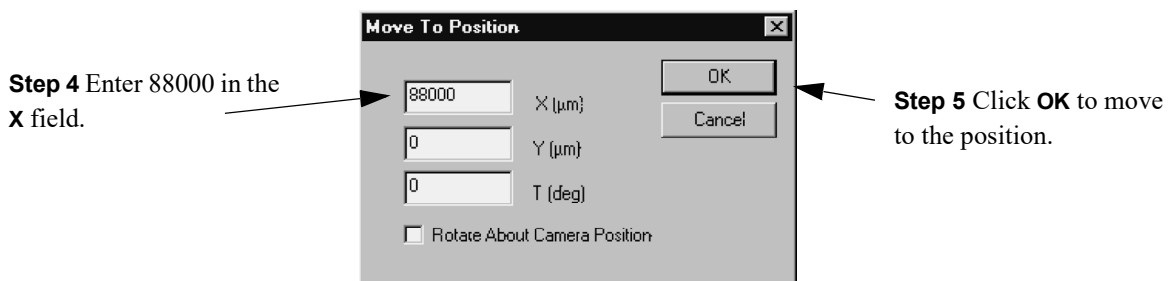 Move To Position
Step 4 Enter 88000 in the
X field.
88000
X (µm)
0
Y (µm)
0
T (deg)
Rotate About Camera Position
OK
Cancel
Step 5 Click OK to move
to the position.